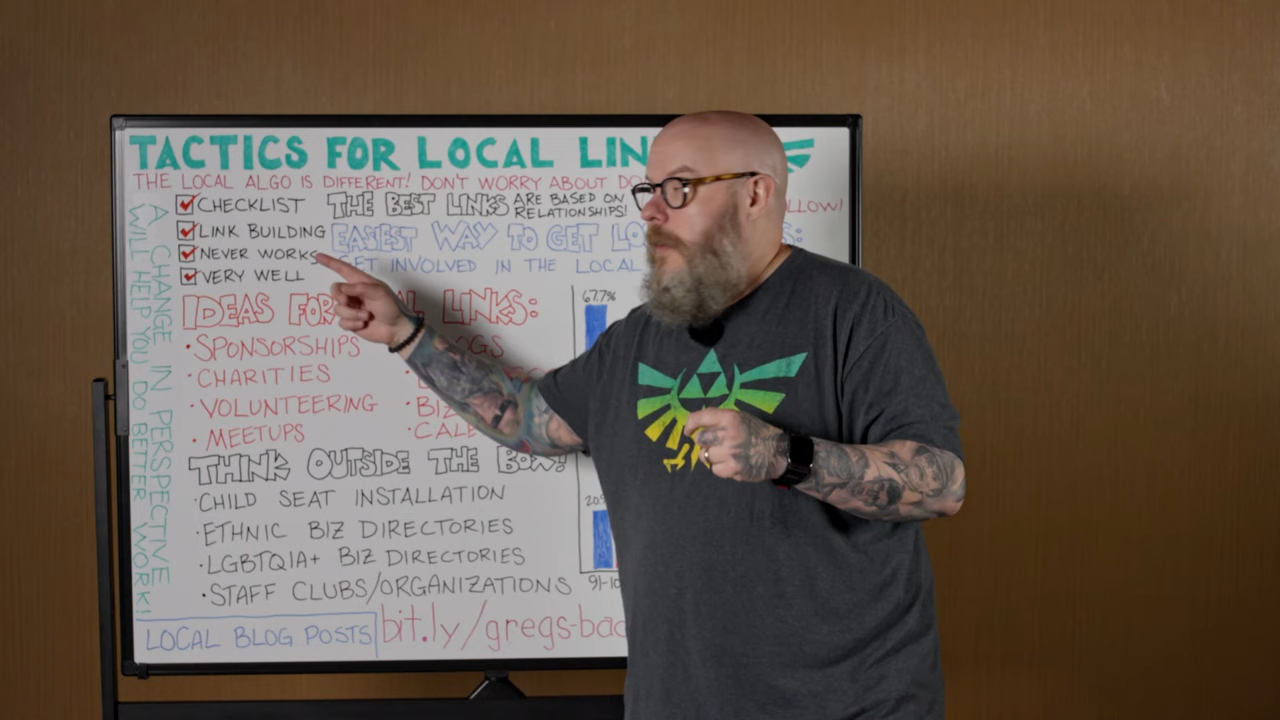 TACTICS FOR LOCAL LIN
THE LOCAL ALGO IS DIFFERENT! DON'T WORRY ABOUT DO
LLOW!
CHECKLIST
LINK BUILDING
NEVER WORKS
VERY WELL
THE BEST LINKS ARE BASED ON RELATIONSHIPS!
EASIEST WAY TO GET LO
GET INVOLVED IN THE LOCAL
A CHANGE IN PERSPECTIVE
WILL HELP YOU DO BETTER WORK!
IDEAS FOR LINKS:
• SPONSORSHIPS
• CHARITIES
• VOLUNTEERING
• MEETUPS
OGS
• BIZ
• CALE
THINK OUTSIDE THE BOX!
• CHILD SEAT INSTALLATION
• ETHNIC BIZ DIRECTORIES
• LGBTQIA+ BIZ DIRECTORIES
• STAFF CLUBS/ORGANIZATIONS
67.7%
20
91-10
LOCAL BLOG POSTS
bit.ly/gregs-bac